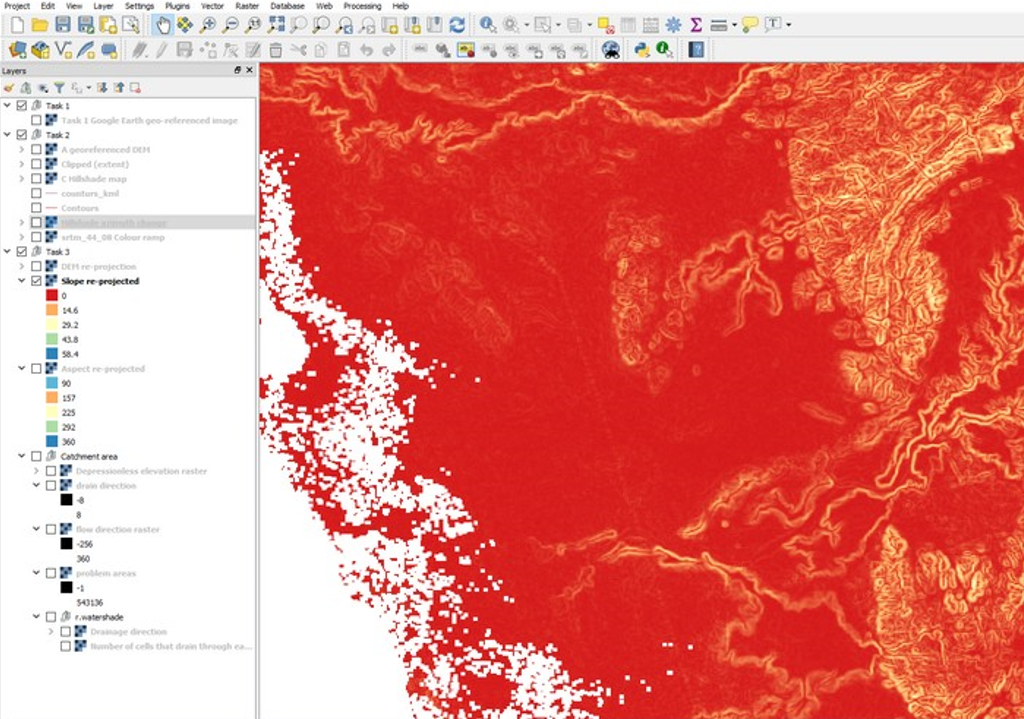 Project Edit View Layer Settings Plugins Vector Raster Database Web Processing Help
Layers
Task 1
Task 1 Google Earth geo-referenced image
Task 2
A georeferenced DEM
Clipped (extent)
C Hillshade map
countors_kml
Contours
Hillshade azimuth change
srtm_44_08 Colour ramp
Task 3
DEM re-projection
Slope re-projected
0
14.6
29.2
43.8
58.4
Aspect re-projected
90
157
225
292
360
Catchment area
Depressionless elevation raster
drain direction
-8
8
flow direction raster
-256
360
problem areas
-1
543136
r.watershade
Drainage direction
Number of cells that drain through ea...